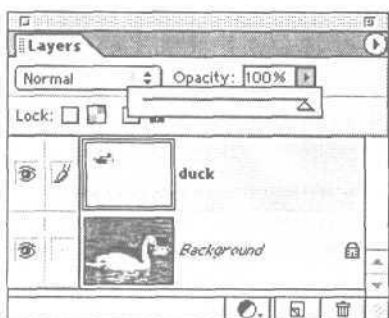 Layers
Normal Opacity: 100%
Lock:
duck
Background